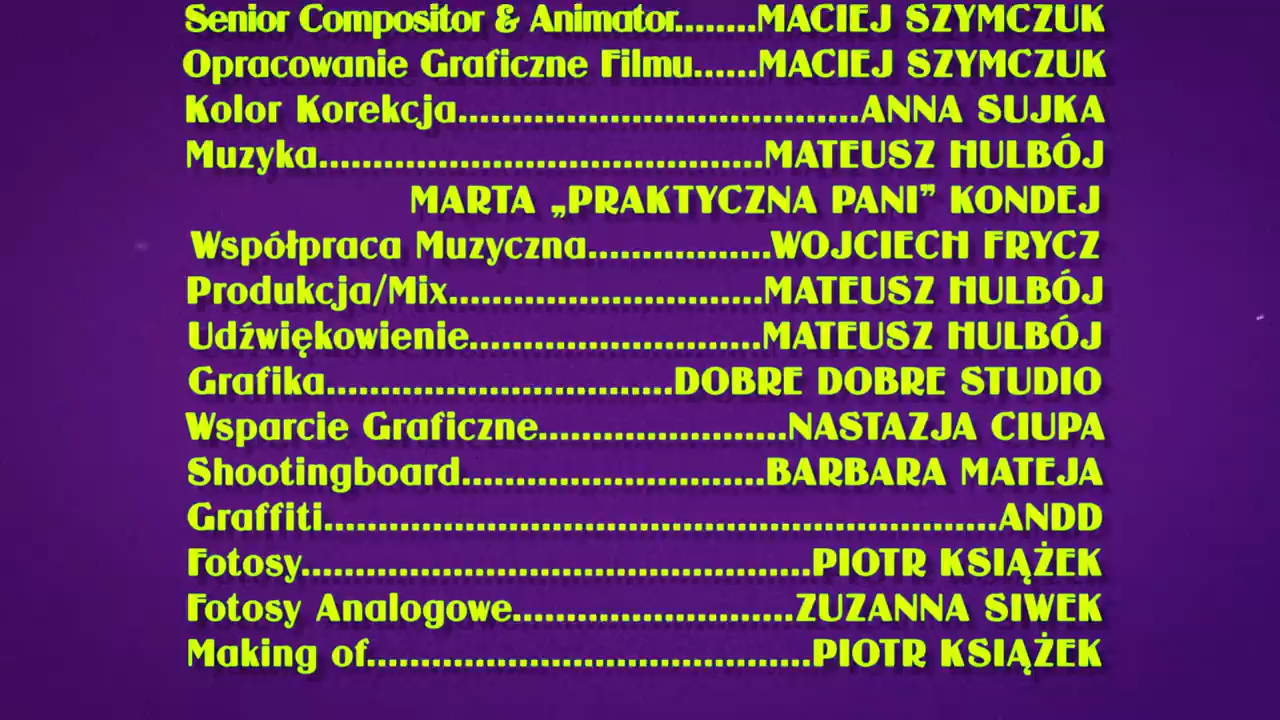 Senior Compositor & Animator........MACIEJ SZYMCZUK
Opracowanie Graficzne Filmu......MACIEJ SZYMCZUK
Kolor Korekcja.......................................ANNA SUJKA
Muzyka...........................................MATEUSZ HULBÓJ
MARTA „PRAKTYCZNA PANI” KONDEJ
Współpraca Muzyczna..................WOJCIECH FRYCZ
Produkcja/Mix...............................MATEUSZ HULBÓJ
Udźwiękowienie.............................MATEUSZ HULBÓJ
Grafika..................................DOBRE DOBRE STUDIO
Wsparcie Graficzne........................NASTAZJA CIUPA
Shootingboard..............................BARBARA MATEJA
Graffiti..................................................................ANDD
Fotosy..................................................PIOTR KSIĄŻEK
Fotosy Analogowe............................ZUZANNA SIWEK
Making of...........................................PIOTR KSIĄŻEK